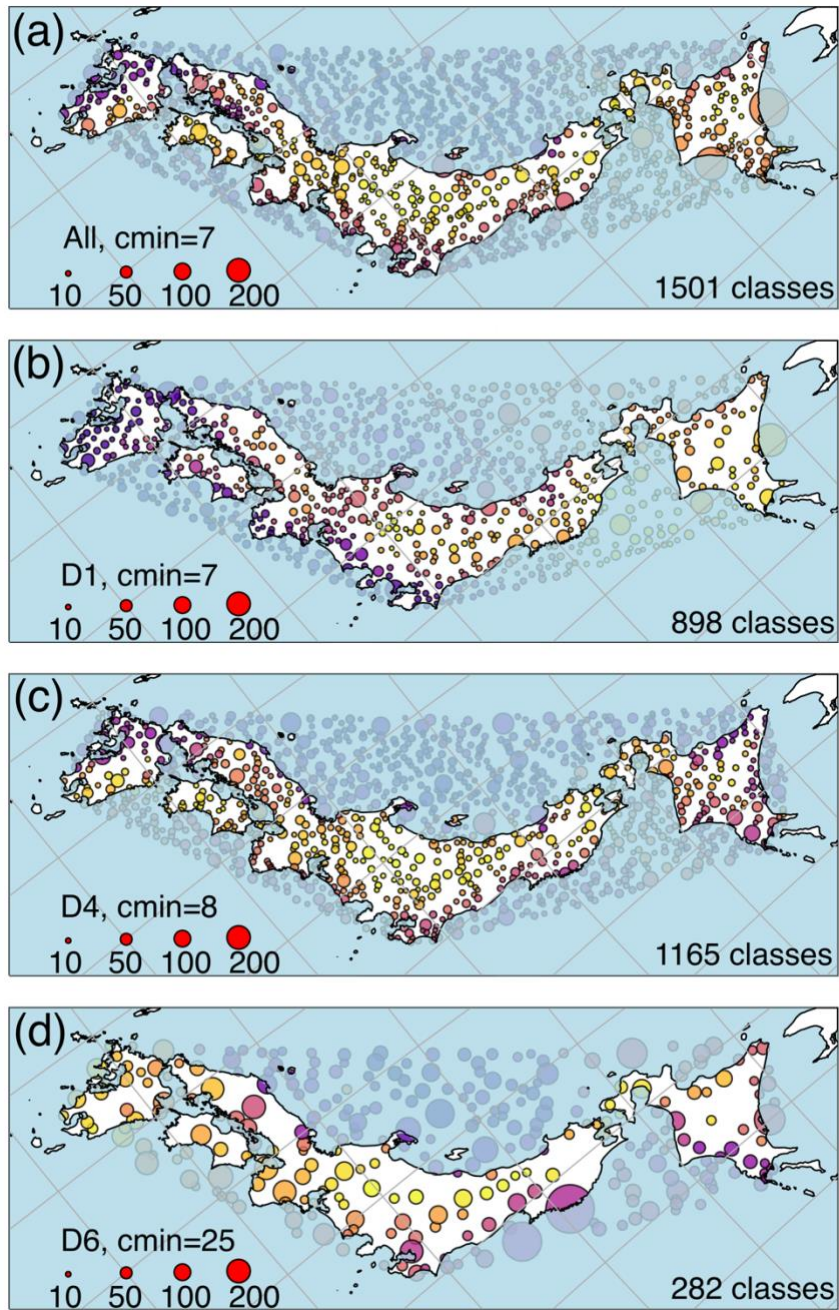 (a)
All, cmin=7
10 50 100 200
1501 classes
(b)
D1, cmin=7
10 50 100 200
898 classes
(c)
D4, cmin=8
10 50 100 200
1165 classes
(d)
D6, cmin=25
10 50 100 200
282 classes